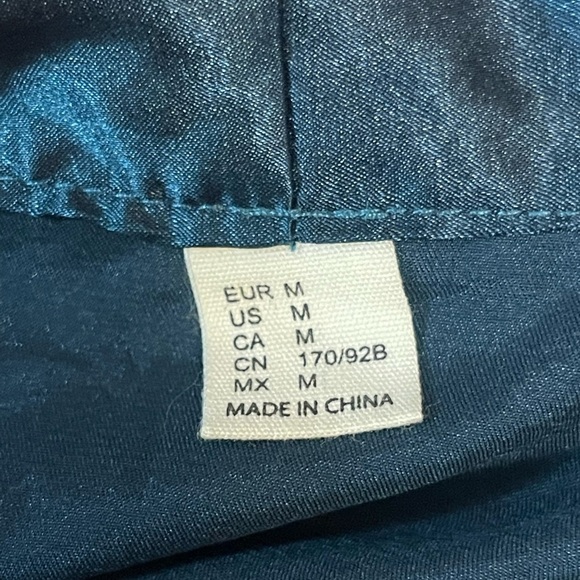 EUR M
US M
CA M
CN 170/92B
MX M
MADE IN CHINA